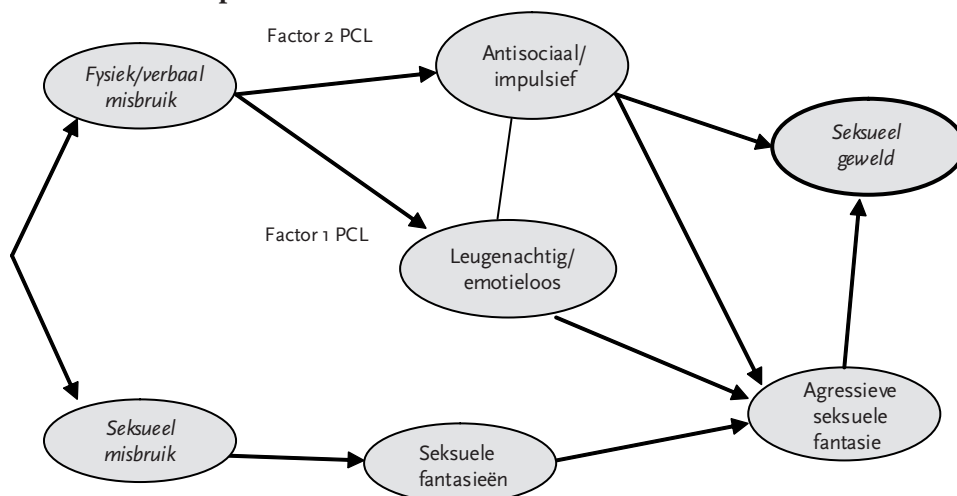 Factor 2 PCL
Fysiek/verbaal
misbruik
Antisociaal/
impulsief
Seksueel
geweld
Factor 1 PCL
Leugenachtig/
emotieloos
Seksueel
misbruik
Seksuele
fantasieën
Agressieve
seksuele
fantasie